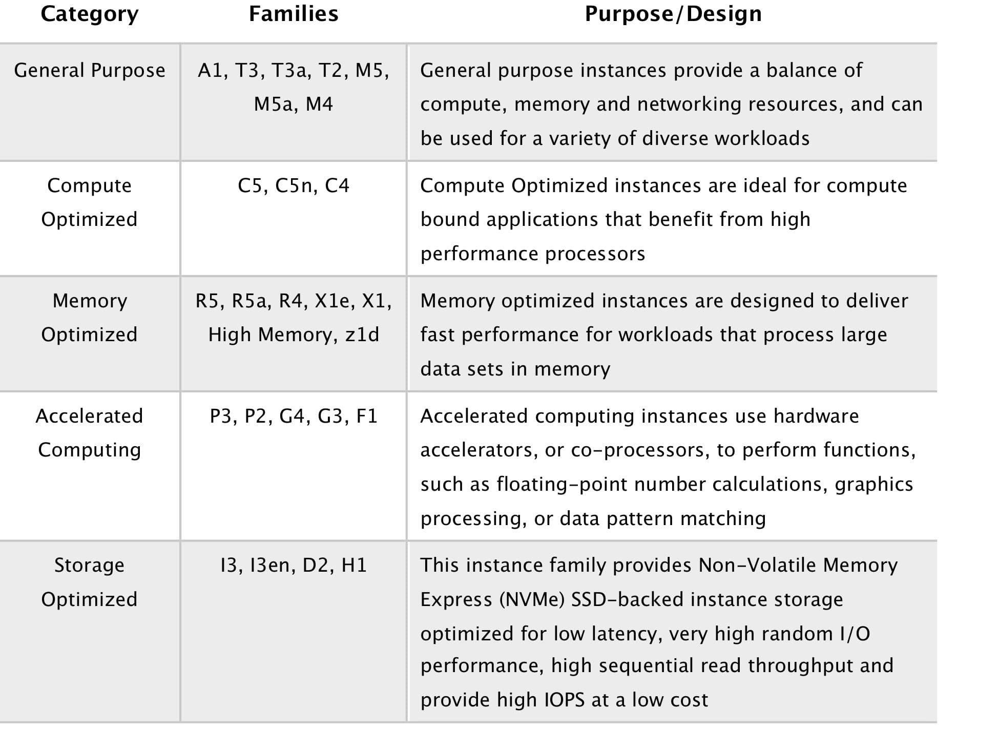 Category Families Purpose/Design
General Purpose
A1, T3, T3a, T2, M5,
M5a, M4
General purpose instances provide a balance of
compute, memory and networking resources, and can
be used for a variety of diverse workloads
Compute
Optimized
C5, C5n, C4
Compute Optimized instances are ideal for compute
bound applications that benefit from high
performance processors
Memory
Optimized
R5, R5a, R4, X1e, X1,
High Memory, z1d
Memory optimized instances are designed to deliver
fast performance for workloads that process large
data sets in memory
Accelerated
Computing
P3, P2, G4, G3, F1
Accelerated computing instances use hardware
accelerators, or co-processors, to perform functions,
such as floating-point number calculations, graphics
processing, or data pattern matching
Storage
Optimized
I3, I3en, D2, H1
This instance family provides Non-Volatile Memory
Express (NVMe) SSD-backed instance storage
optimized for low latency, very high random I/O
performance, high sequential read throughput and
provide high IOPS at a low cost